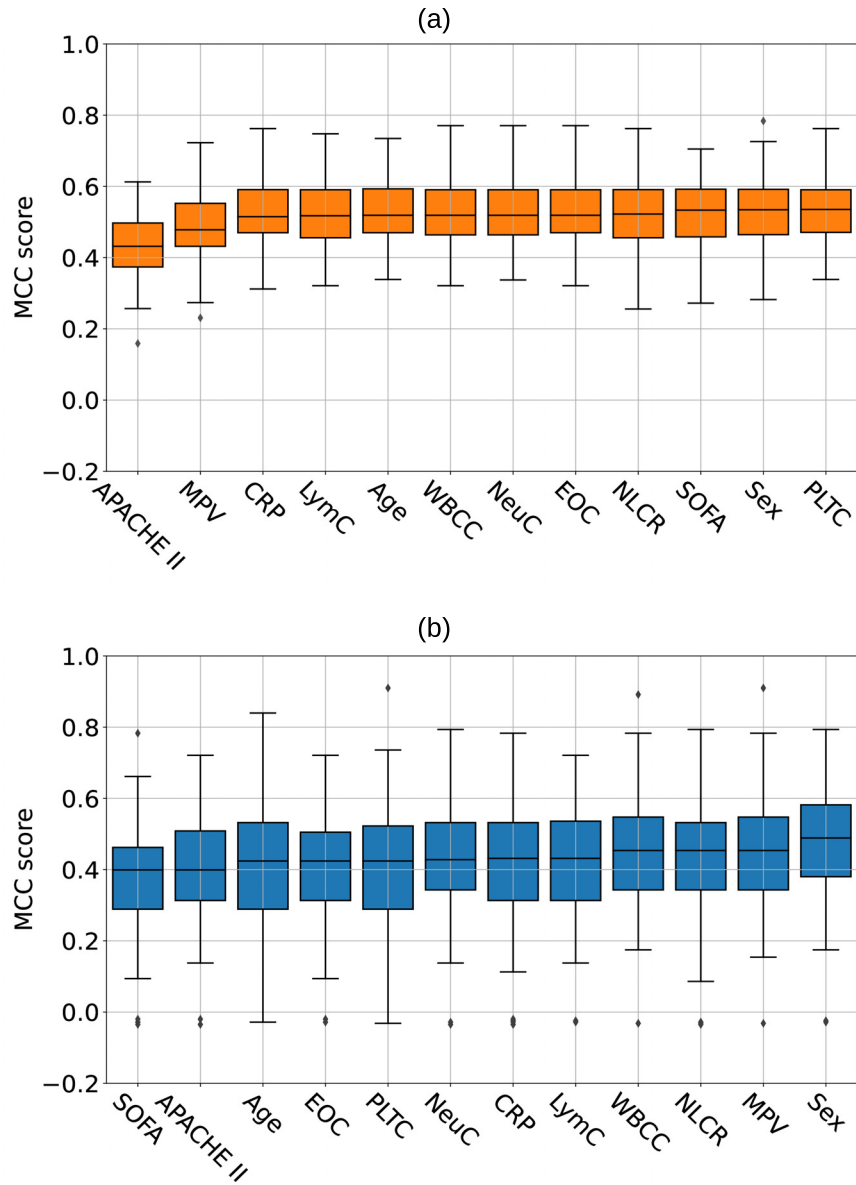 (a)
1.0
0.8
0.6
0.4
0.2
0.0
−0.2
MCC score
APACHE II
MPV
CRP
LymC
Age
WBCC
NeuC
EOC
NLCR
SOFA
Sex
PLTC
(b)
1.0
0.8
0.6
0.4
0.2
0.0
−0.2
MCC score
SOFA
APACHE II
Age
EOC
PLTC
NeuC
CRP
LymC
WBCC
NLCR
MPV
Sex